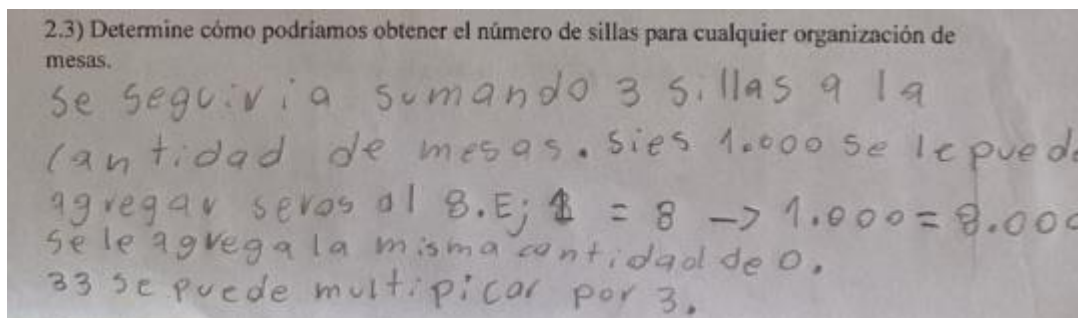 2.3) Determine cómo podríamos obtener el número de sillas para cualquier organización de
mesas.
se seguiria sumando 3 sillas a la
cantidad de mesas. sies 1.000 se le puede
agregar seros al 8. Ej 1 = 8 -> 1.000 = 8.000
se le agrega la misma cantidad de 0.
33 se puede multipicar por 3.